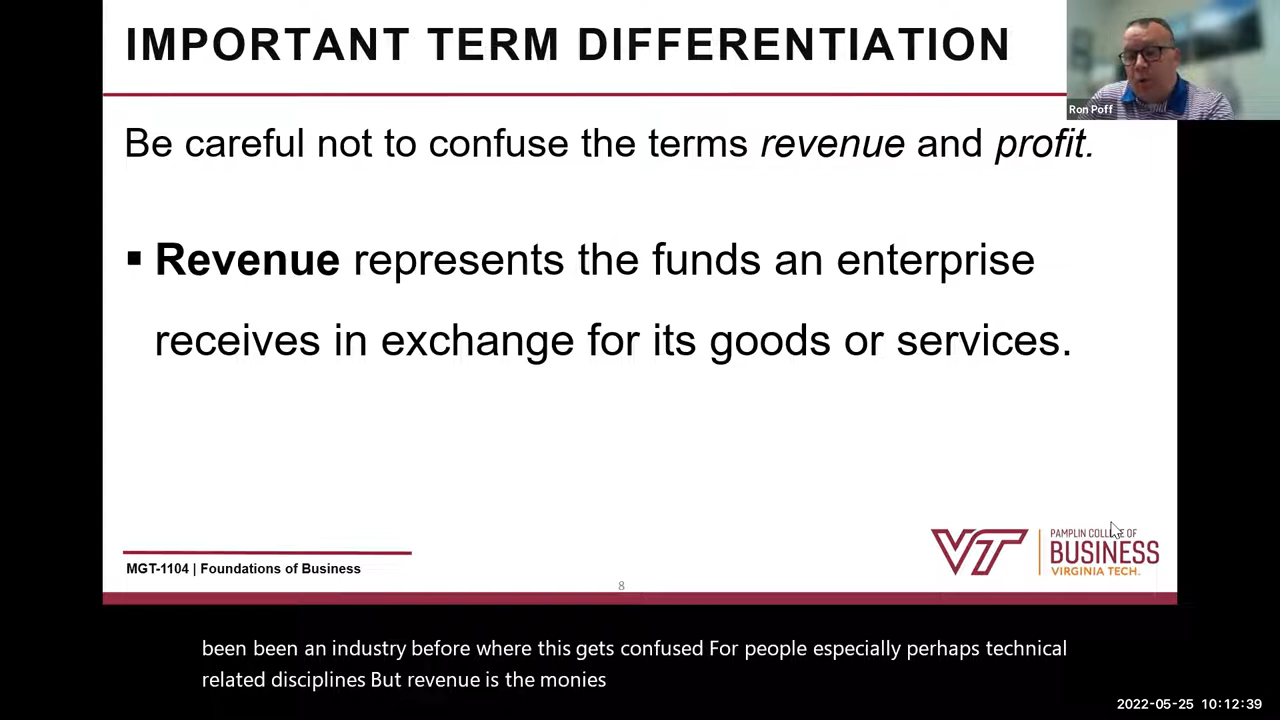 IMPORTANT TERM DIFFERENTIATION
Ron Poff
Be careful not to confuse the terms revenue and profit.
▪ Revenue represents the funds an enterprise
receives in exchange for its goods or services.
VT
PAMPLIN COLLEGE OF
BUSINESS
VIRGINIA TECH.
MGT-1104 | Foundations of Business
8
been been an industry before where this gets confused For people especially perhaps technical
related disciplines But revenue is the monies
2022-05-25 10:12:39